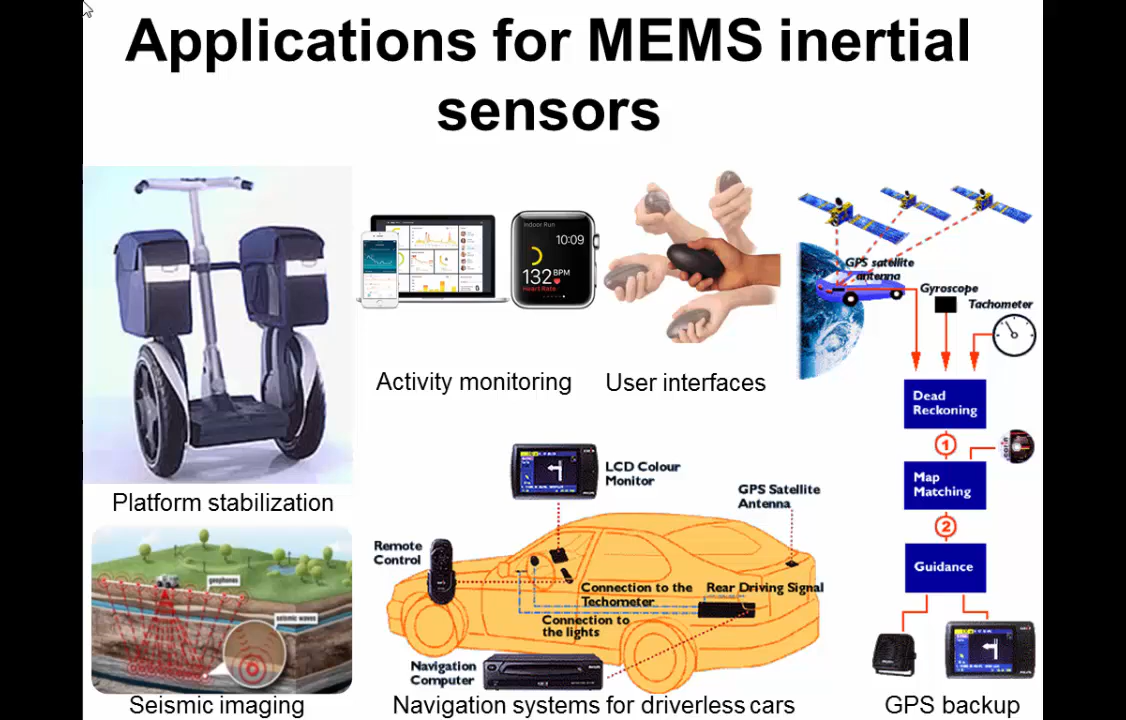 Applications for MEMS inertial
sensors
Platform stabilization
Indoor Run
10:09
132 BPM
Heart Rate
Activity monitoring
User interfaces
GPS satellite
antenna
Gyroscope
Tachometer
Dead
Reckoning
1
Map
Matching
2
Guidance
GPS backup
geophones
seismic waves
Seismic imaging
LCD Colour
Monitor
GPS Satellite
Antenna
Remote
Control
Connection to the
Techometer
Rear Driving Signal
Connection to
the lights
Navigation
Computer
Navigation systems for driverless cars